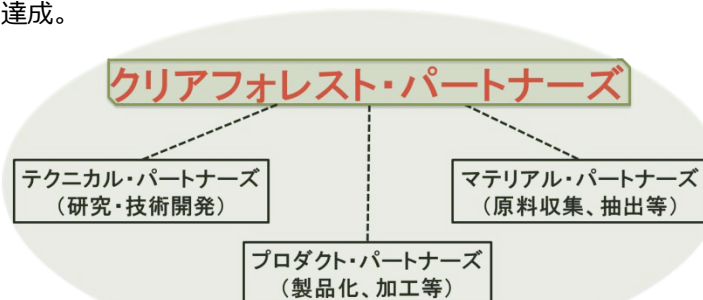 達成。
クリアフォレスト・パートナーズ
テクニカル・パートナーズ
（研究・技術開発）
マテリアル・パートナーズ
（原料収集、抽出等）
プロダクト・パートナーズ
（製品化、加工等）